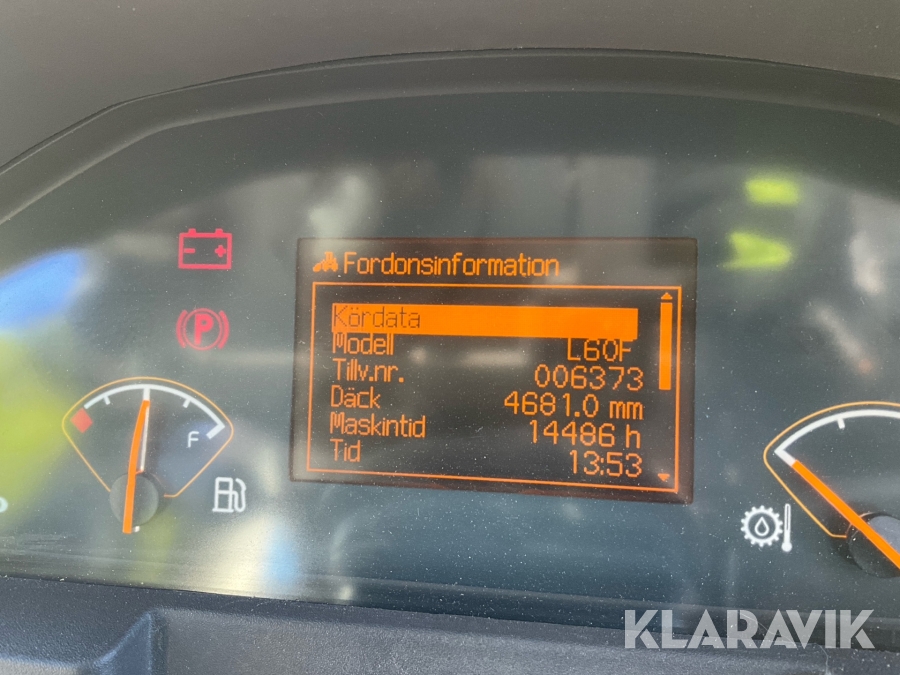 Fordonsinformation
Kördata
Modell L60F
Tillv.nr. 006373
Däck 4681.0 mm
Maskintid 14486 h
Tid 13:53
P
F
KLARAVIK